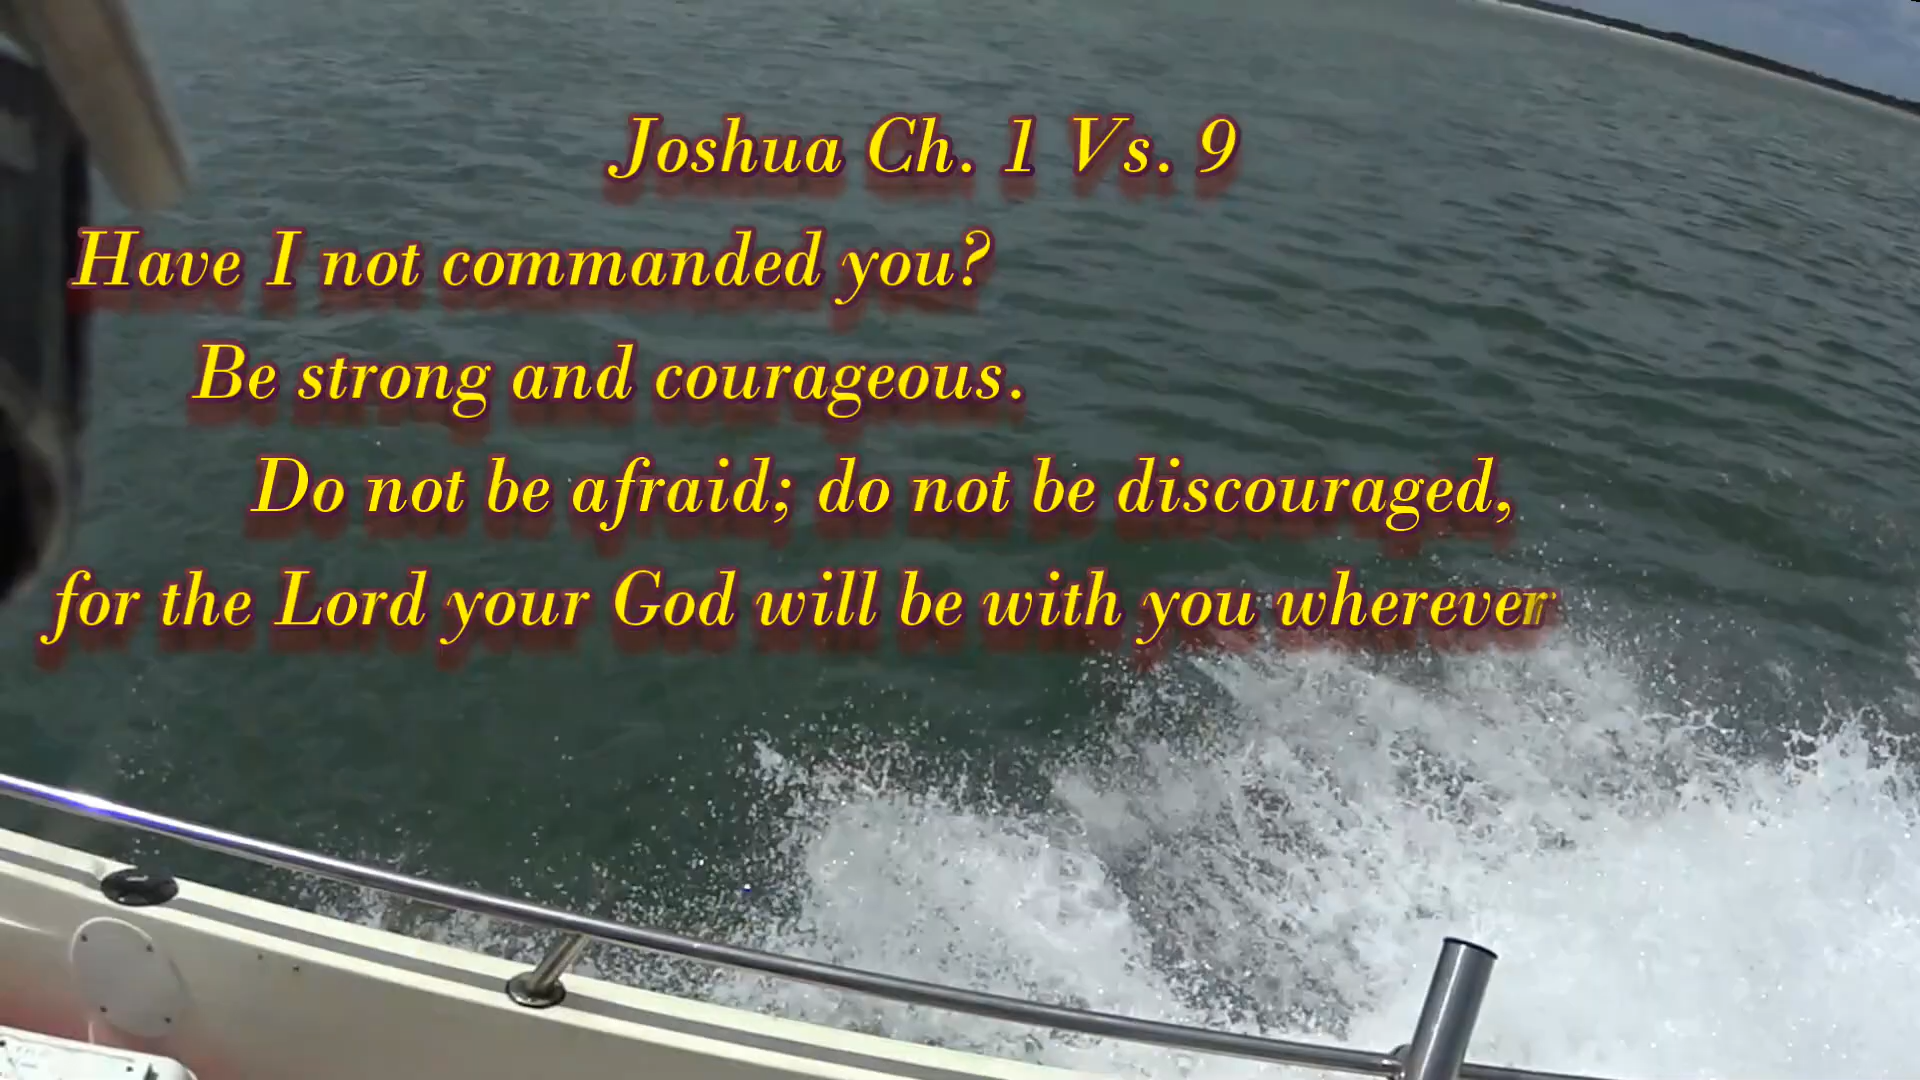 Joshua Ch. 1 Vs. 9
Have I not commanded you?
Be strong and courageous.
Do not be afraid; do not be discouraged,
for the Lord your God will be with you wherever